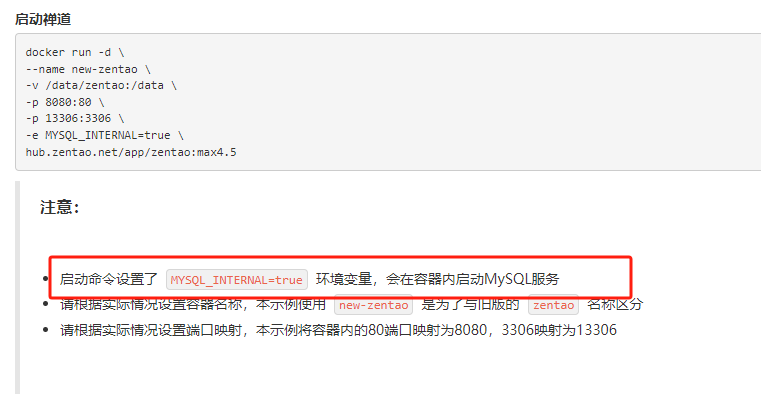 启动禅道
docker run -d \
--name new-zentao \
-v /data/zentao:/data \
-p 8080:80 \
-p 13306:3306 \
-e MYSQL_INTERNAL=true \
hub.zentao.net/app/zentao:max4.5
注意：
启动命令设置了 MYSQL_INTERNAL=true 环境变量，会在容器内启动MySQL服务
请根据实际情况设置容器名称，本示例使用 new-zentao 是为了与旧版的 zentao 名称区分
请根据实际情况设置端口映射，本示例将容器内的80端口映射为8080，3306映射为13306